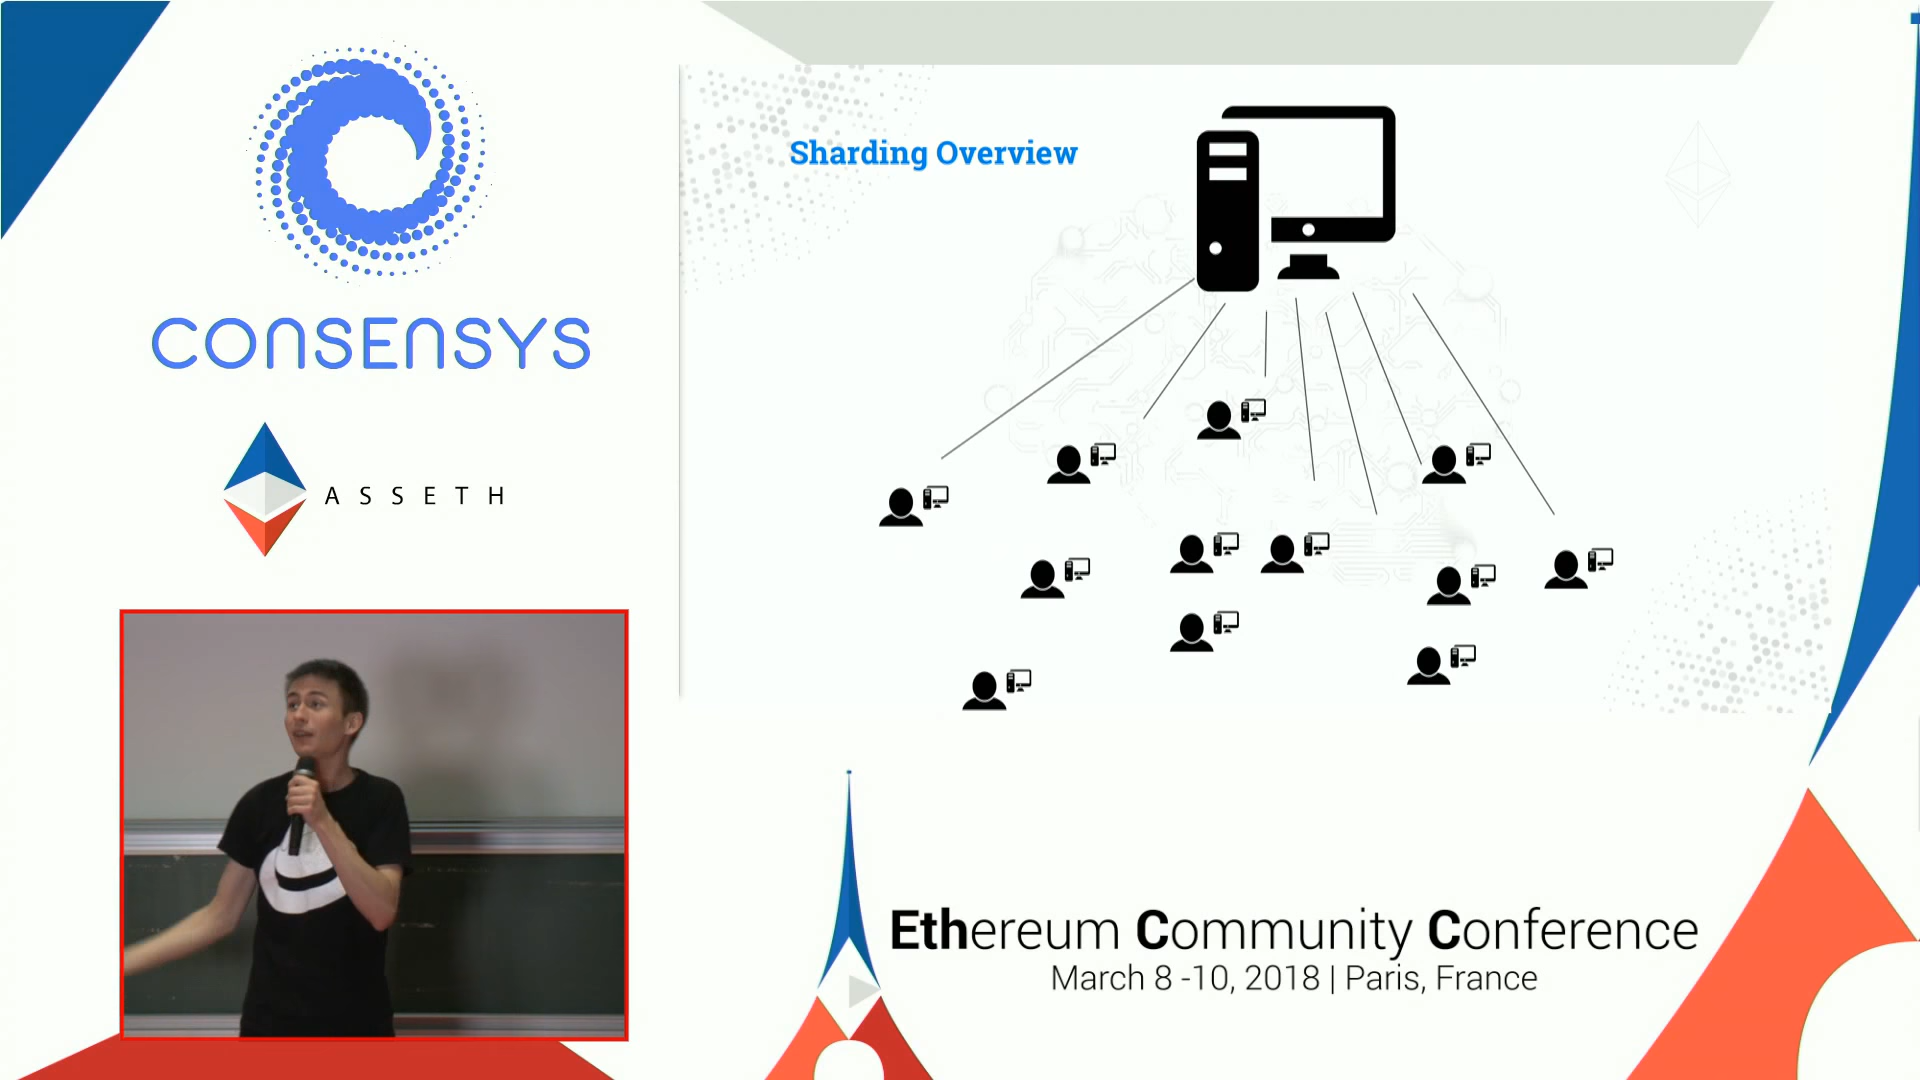 CONSENSYS
ASSETH
Sharding Overview
Ethereum Community Conference
March 8 -10, 2018 | Paris, France